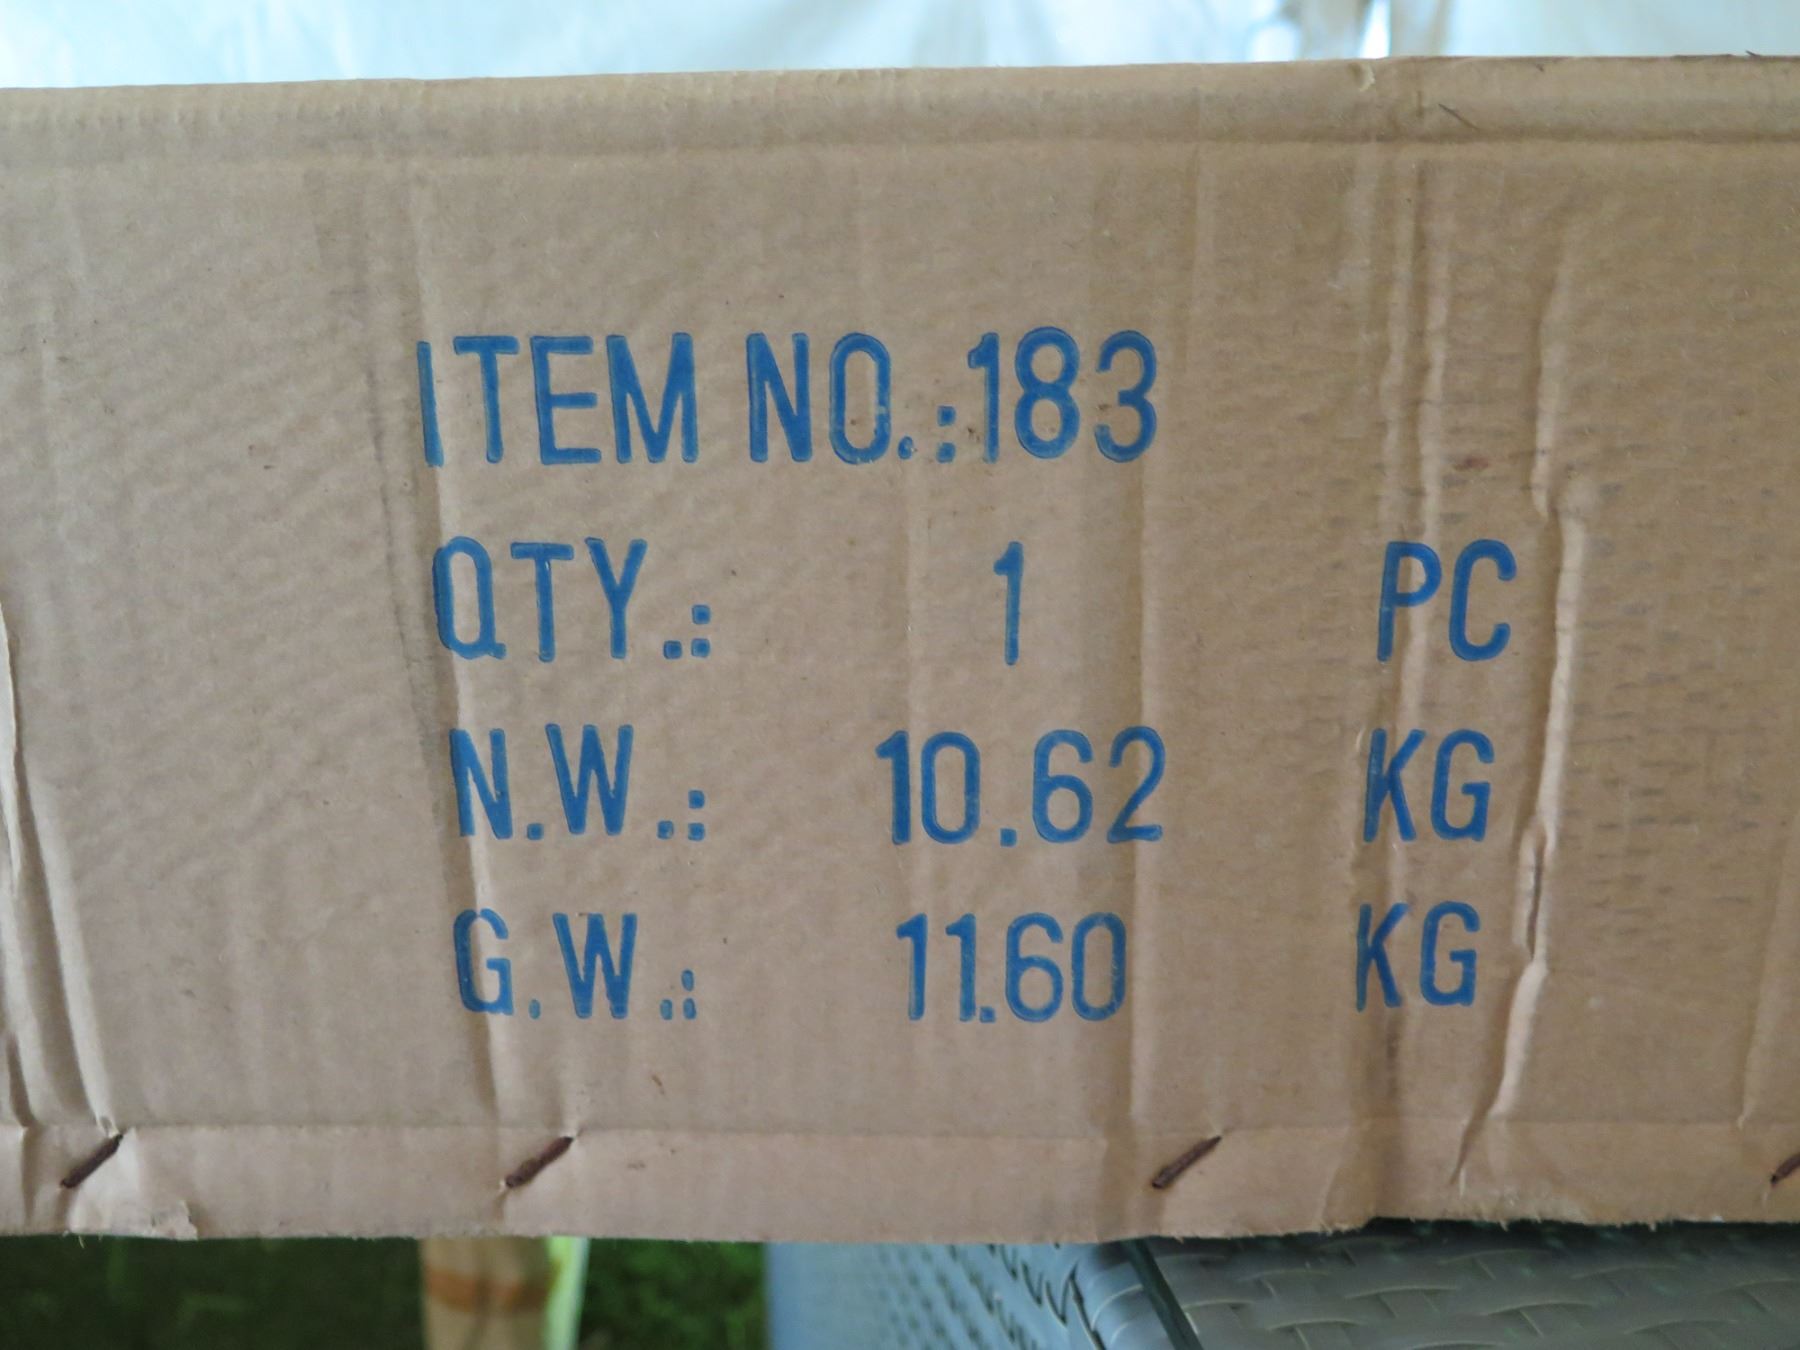 ITEM NO.:183
QTY.: 1 PC
N.W.: 10.62 KG
G.W.: 11.60 KG